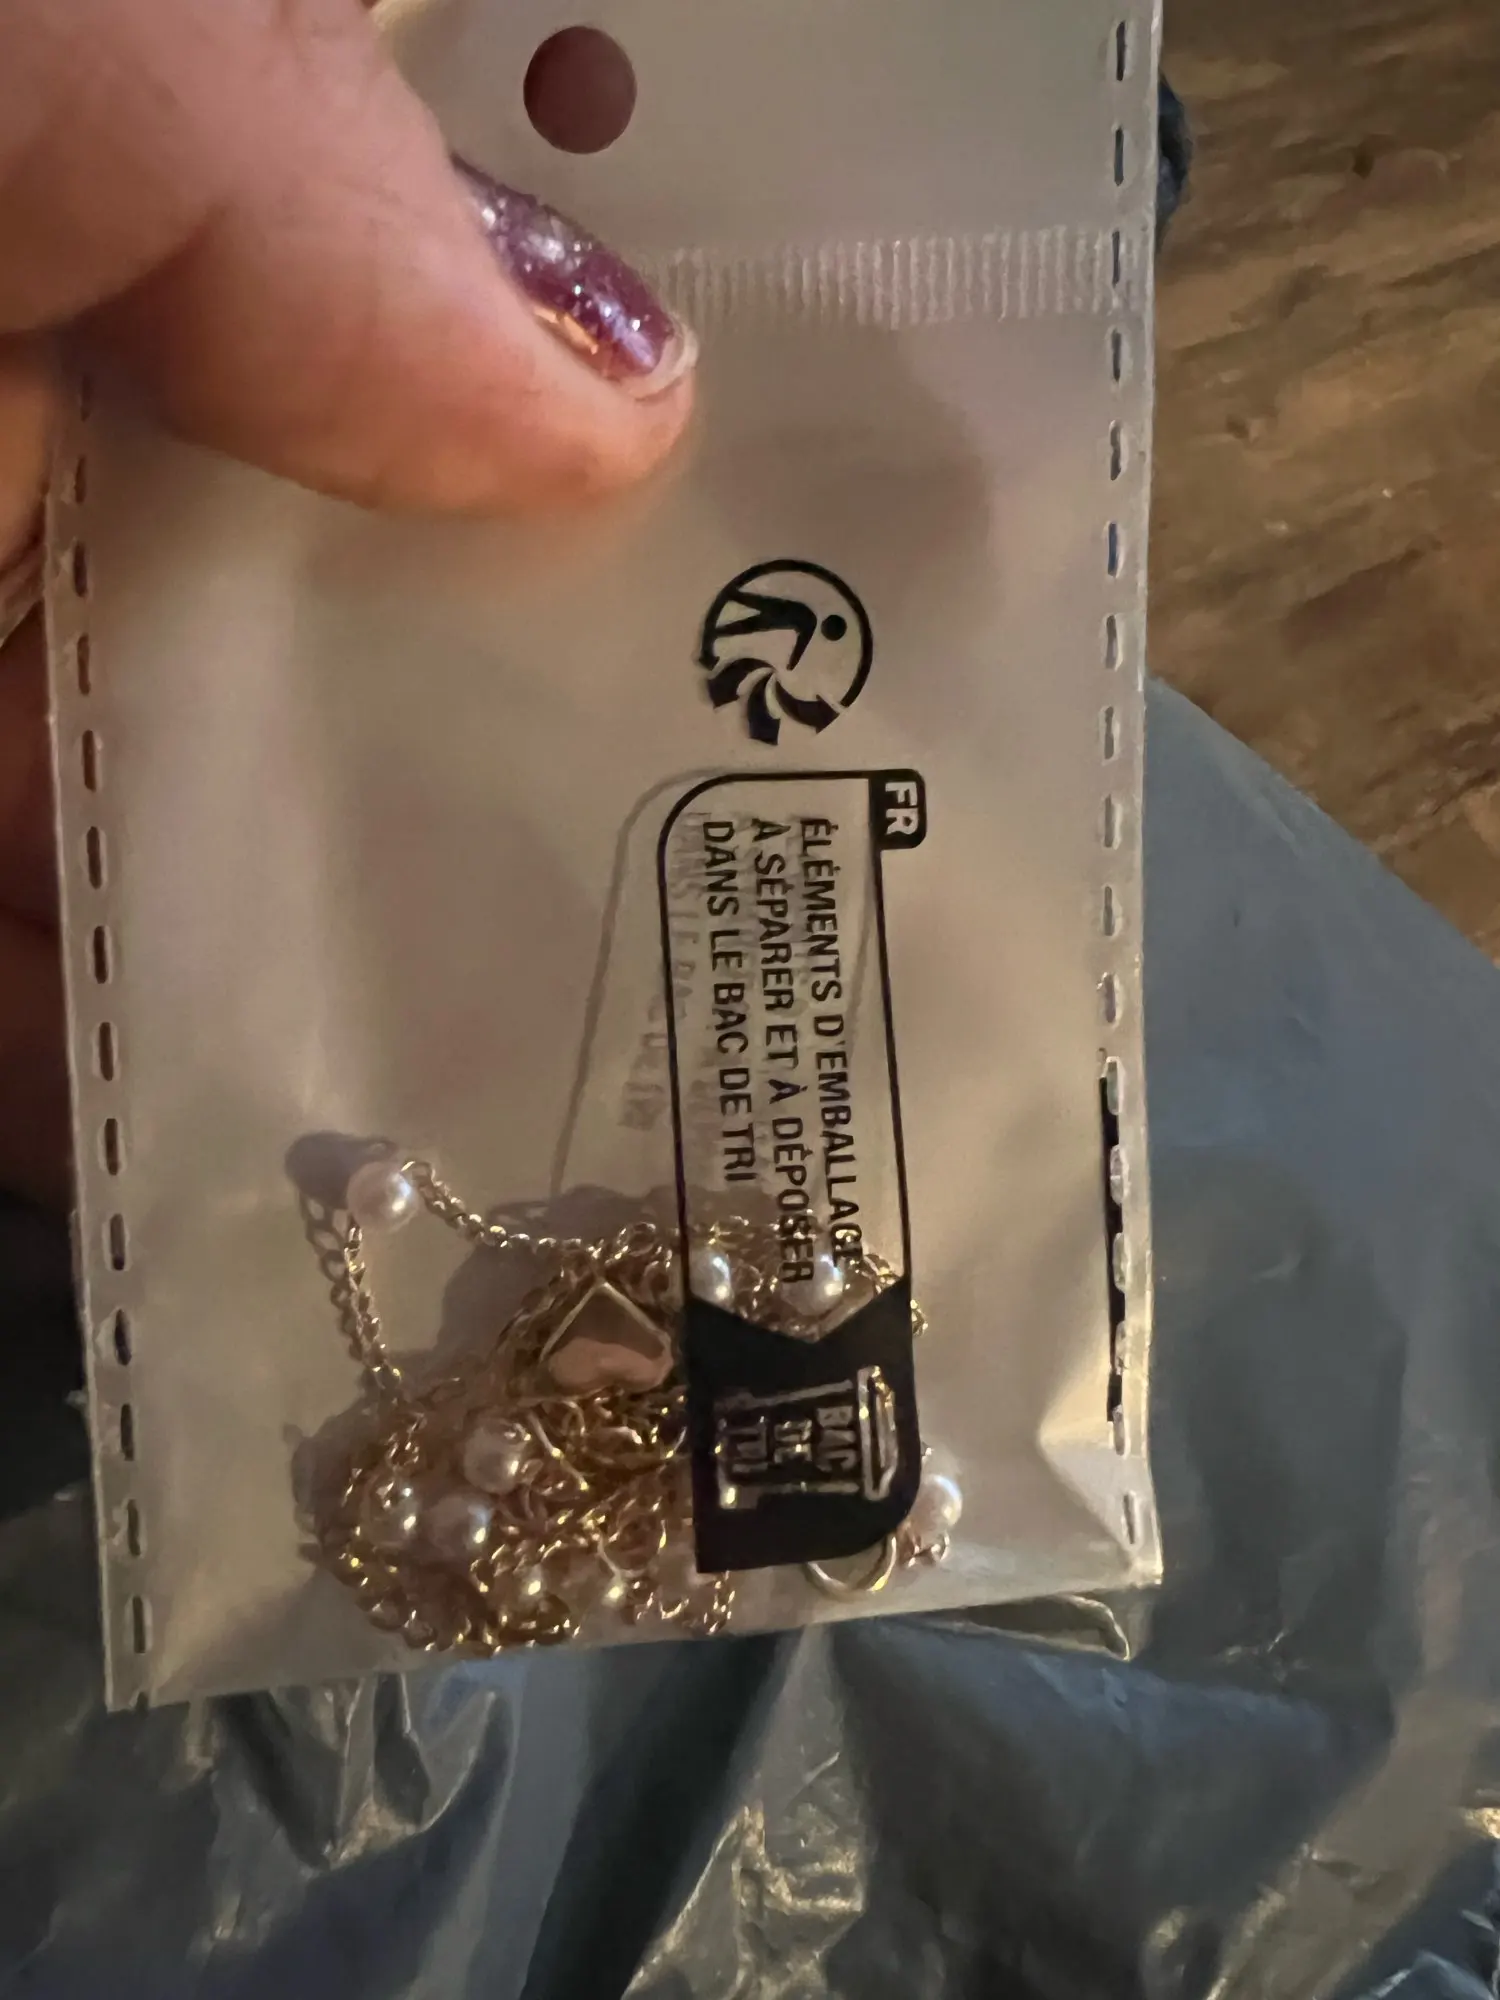 FR
ÉLÉMENTS D'EMBALLAGE
À SÉPARER ET À DÉPOSER
DANS LE BAC DE TRI
BAC
DE
TRI